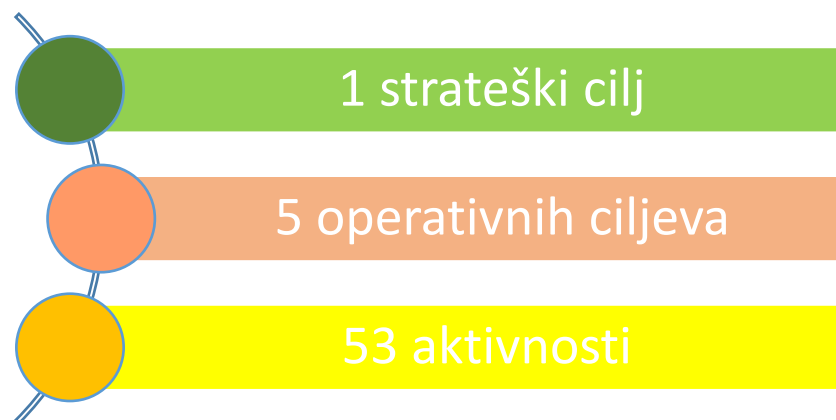 1 strateški cilj
5 operativnih ciljeva
53 aktivnosti